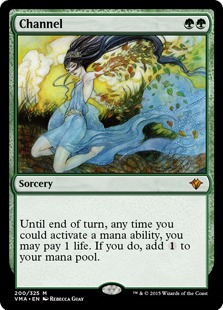 Channel
Sorcery
Until end of turn, any time you
could activate a mana ability, you
may pay 1 life. If you do, add 1 to
your mana pool.
200/325 M
VMA • EN Rebecca Guay
™ & © 2015 Wizards of the Coast